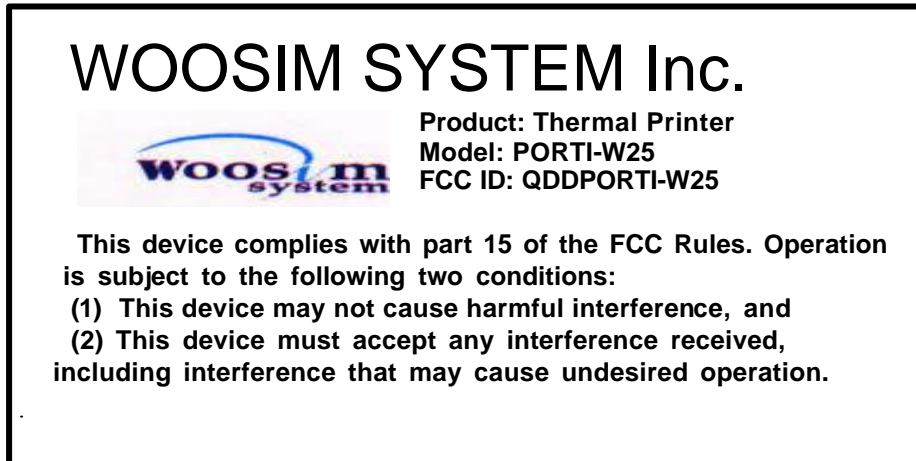 WOOSIM SYSTEM Inc.
woosim
system
Product: Thermal Printer
Model: PORTI-W25
FCC ID: QDDPORTI-W25
This device complies with part 15 of the FCC Rules. Operation
is subject to the following two conditions:
(1) This device may not cause harmful interference, and
(2) This device must accept any interference received,
including interference that may cause undesired operation.
.